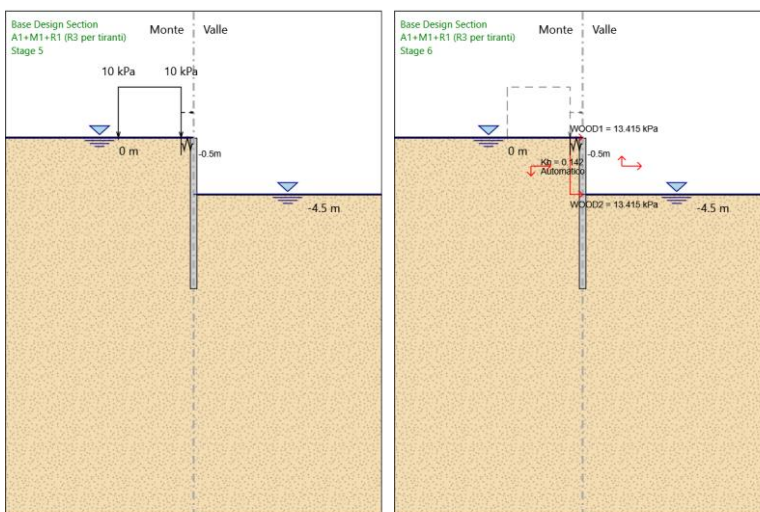 Base Design Section
A1+M1+R1 (R3 per tiranti)
Stage 5
Monte
Valle
10 kPa
10 kPa
0 m
-0.5m
-4.5 m
Base Design Section
A1+M1+R1 (R3 per tiranti)
Stage 6
Monte
Valle
WOOD1 = 13.415 kPa
0 m
-0.5m
Kh = 0.142
Automatico
WOOD2 = 13.415 kPa
-4.5 m